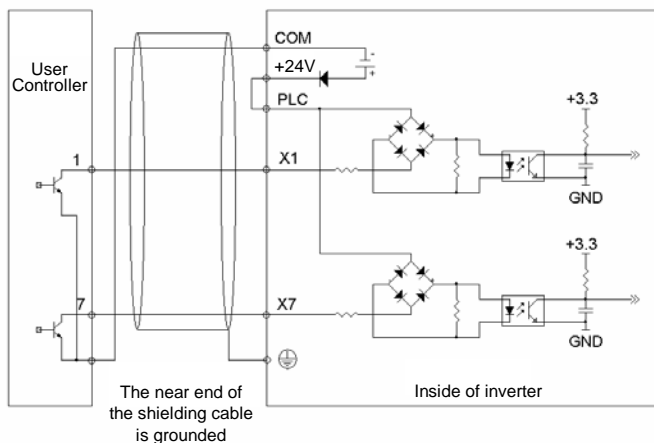 COM
User
Controller
+24V
PLC
+3.3
1
X1
GND
+3.3
7
X7
GND
The near end of
the shielding cable
is grounded
Inside of inverter
-
+